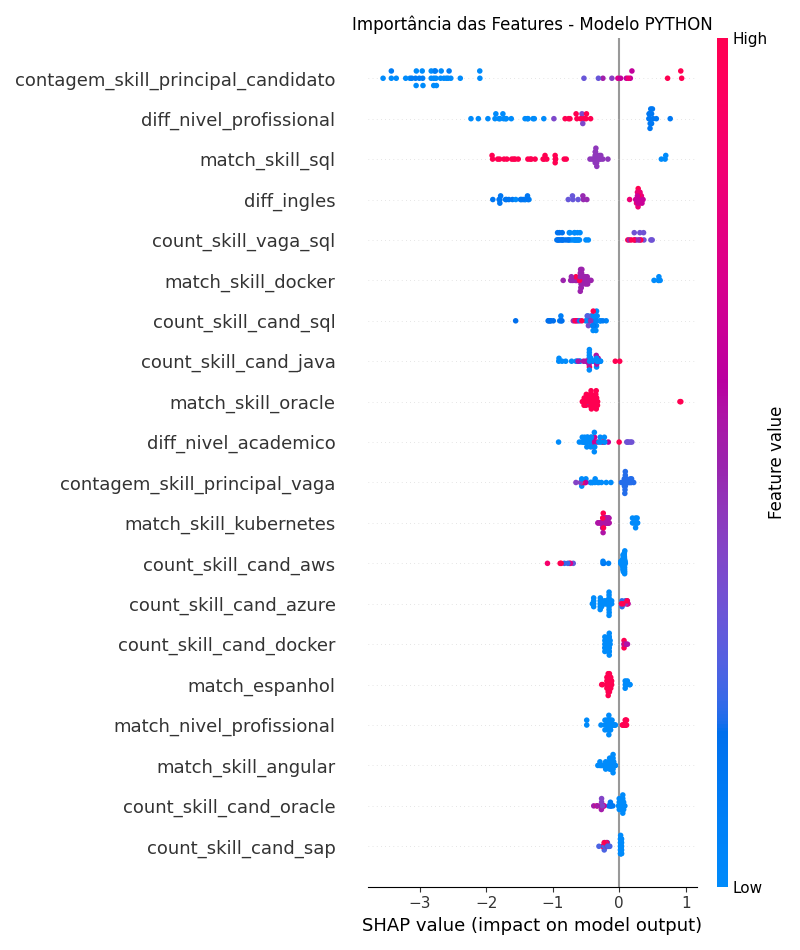 Importância das Features - Modelo PYTHON
High
contagem_skill_principal_candidato
diff_nivel_profissional
match_skill_sql
diff_ingles
count_skill_vaga_sql
match_skill_docker
count_skill_cand_sql
count_skill_cand_java
match_skill_oracle
diff_nivel_academico
contagem_skill_principal_vaga
match_skill_kubernetes
count_skill_cand_aws
count_skill_cand_azure
count_skill_cand_docker
match_espanhol
match_nivel_profissional
match_skill_angular
count_skill_cand_oracle
count_skill_cand_sap
Feature value
Low
−3 −2 −1 0 1
SHAP value (impact on model output)